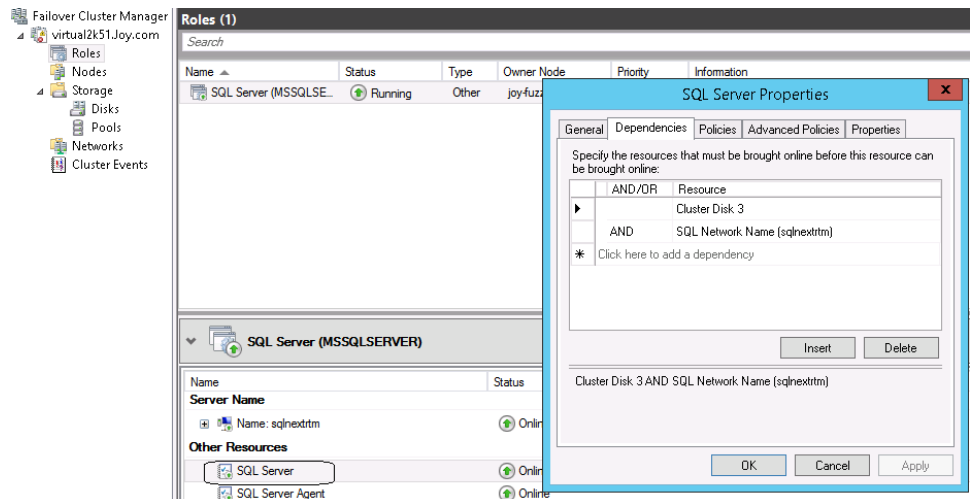 Failover Cluster Manager
virtual2k51.Joy.com
Roles
Nodes
Storage
Disks
Pools
Networks
Cluster Events
Roles (1)
Search
Name Status Type Owner Node Priority Information
SQL Server (MSSQLSE... Running Other joy-fuzz
SQL Server Properties
x
General Dependencies Policies Advanced Policies Properties
Specify the resources that must be brought online before this resource can
be brought online:
AND/OR Resource
Cluster Disk 3
AND SQL Network Name (sqlnextrtm)
Click here to add a dependency
Insert Delete
Cluster Disk 3 AND SQL Network Name (sqlnextrtm)
OK Cancel Apply
SQL Server (MSSQLSERVER)
Name Status
Server Name
Name: sqlnextrtm Onlin
Other Resources
SQL Server Onlin
SQL Server Agent Online